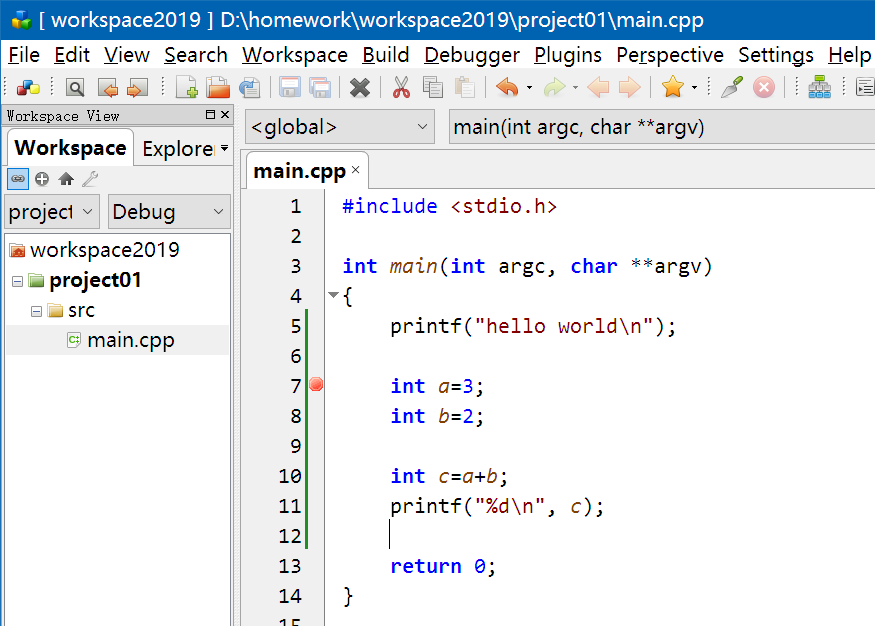 [ workspace2019 ] D:\homework\workspace2019\project01\main.cpp
File Edit View Search Workspace Build Debugger Plugins Perspective Settings Help
Workspace View
<global> main(int argc, char **argv)
Workspace Explore
main.cpp
project Debug
workspace2019
project01
src
main.cpp
1 #include <stdio.h>
2
3 int main(int argc, char **argv)
4 {
5 printf("hello world\n");
6
7 int a=3;
8 int b=2;
9
10 int c=a+b;
11 printf("%d\n", c);
12
13 return 0;
14 }
15